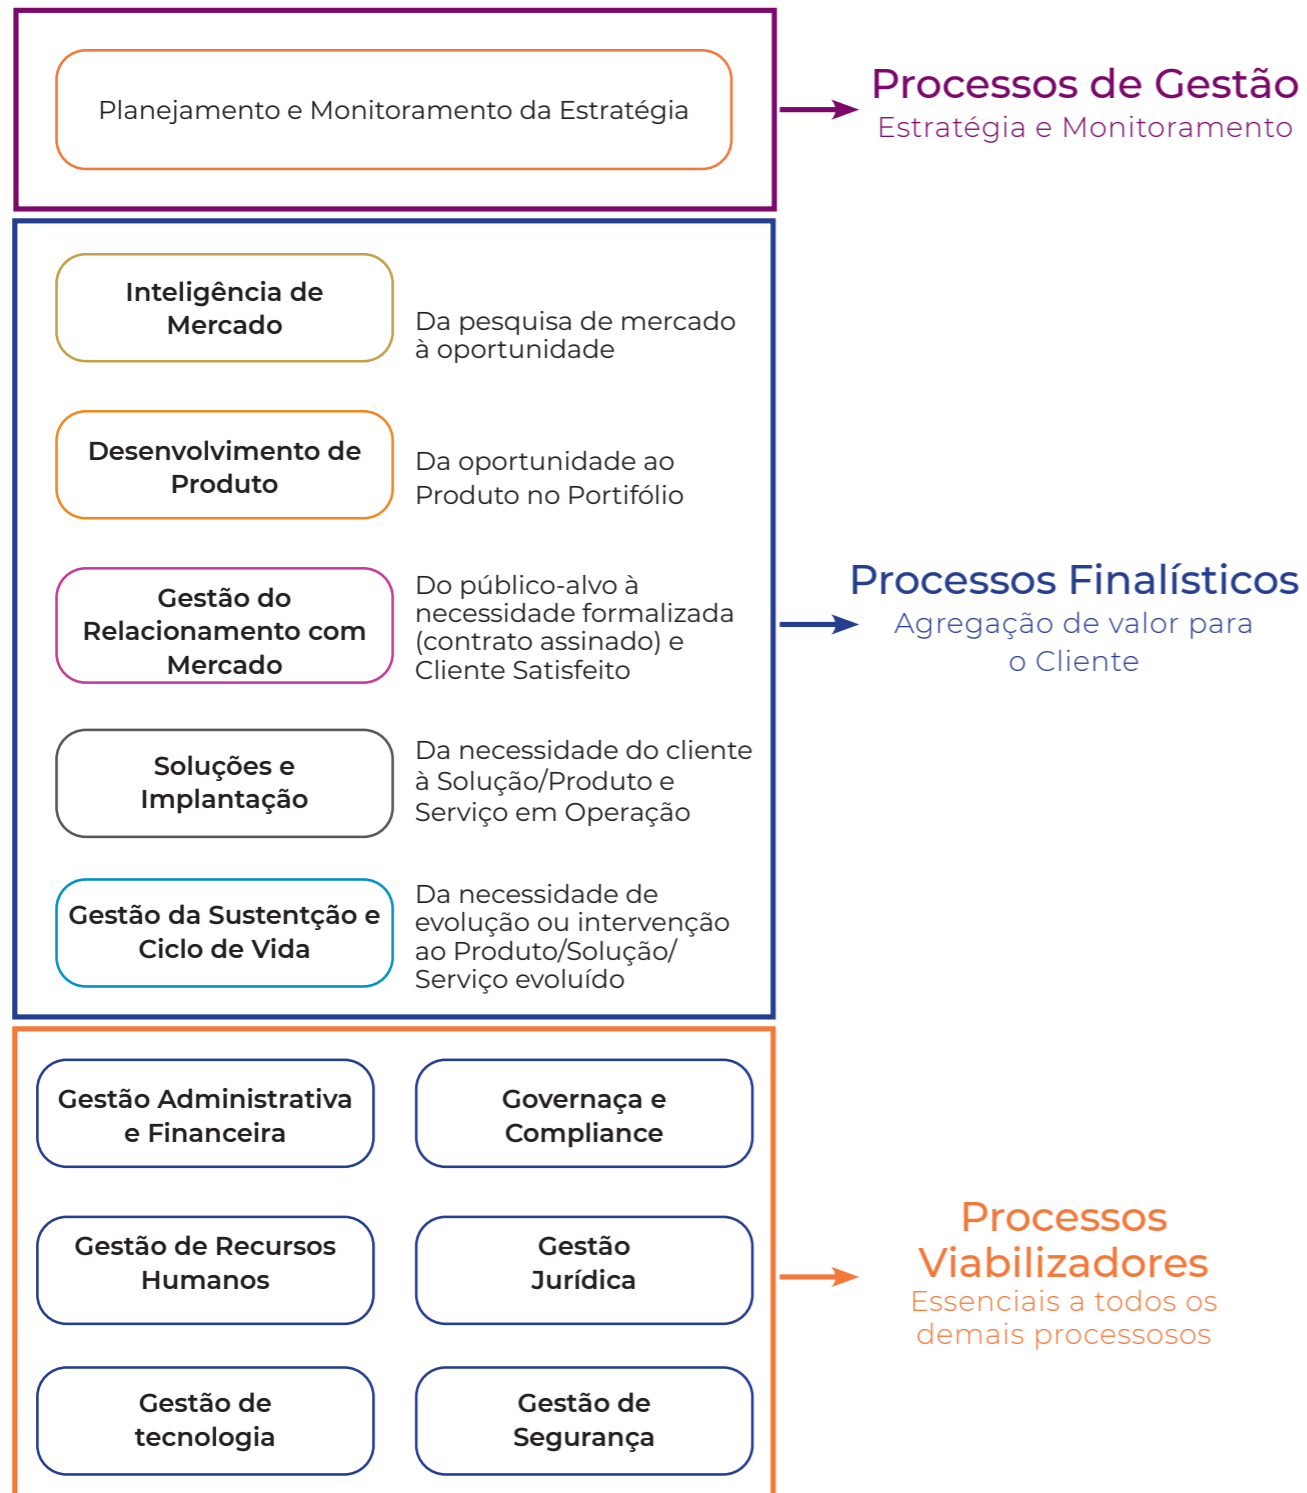 Planejamento e Monitoramento da Estratégia
Processos de Gestão
Estratégia e Monitoramento
Inteligência de
Mercado
Da pesquisa de mercado
à oportunidade
Desenvolvimento de
Produto
Da oportunidade ao
Produto no Portifólio
Gestão do
Relacionamento com
Mercado
Do público-alvo à
necessidade formalizada
(contrato assinado) e
Cliente Satisfeito
Soluções e
Implantação
Da necessidade do cliente
à Solução/Produto e
Serviço em Operação
Gestão da Sustentção e
Ciclo de Vida
Da necessidade de
evolução ou intervenção
ao Produto/Solução/
Serviço evoluído
Processos Finalísticos
Agregação de valor para
o Cliente
Gestão Administrativa
e Financeira
Governaça e
Compliance
Gestão de Recursos
Humanos
Gestão
Jurídica
Gestão de
tecnologia
Gestão de
Segurança
Processos
Viabilizadores
Essenciais a todos os
demais processosos